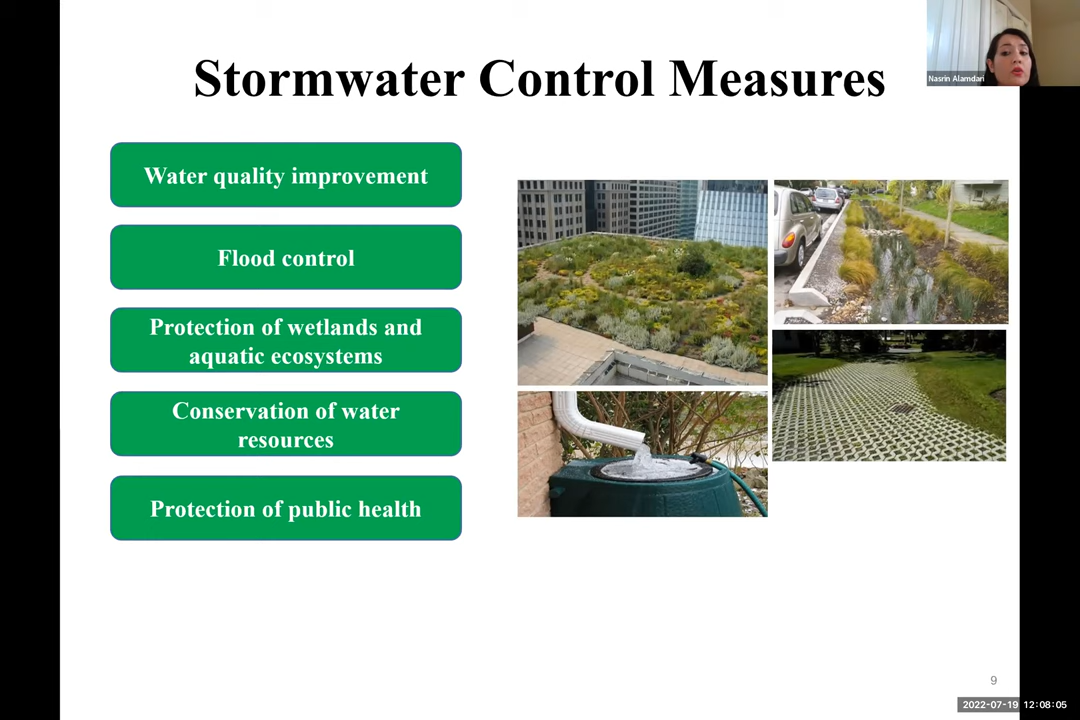 Stormwater Control Measures
Nasrin Alamdari
Water quality improvement
Flood control
Protection of wetlands and
aquatic ecosystems
Conservation of water
resources
Protection of public health
9
2022-07-19 12:08:05